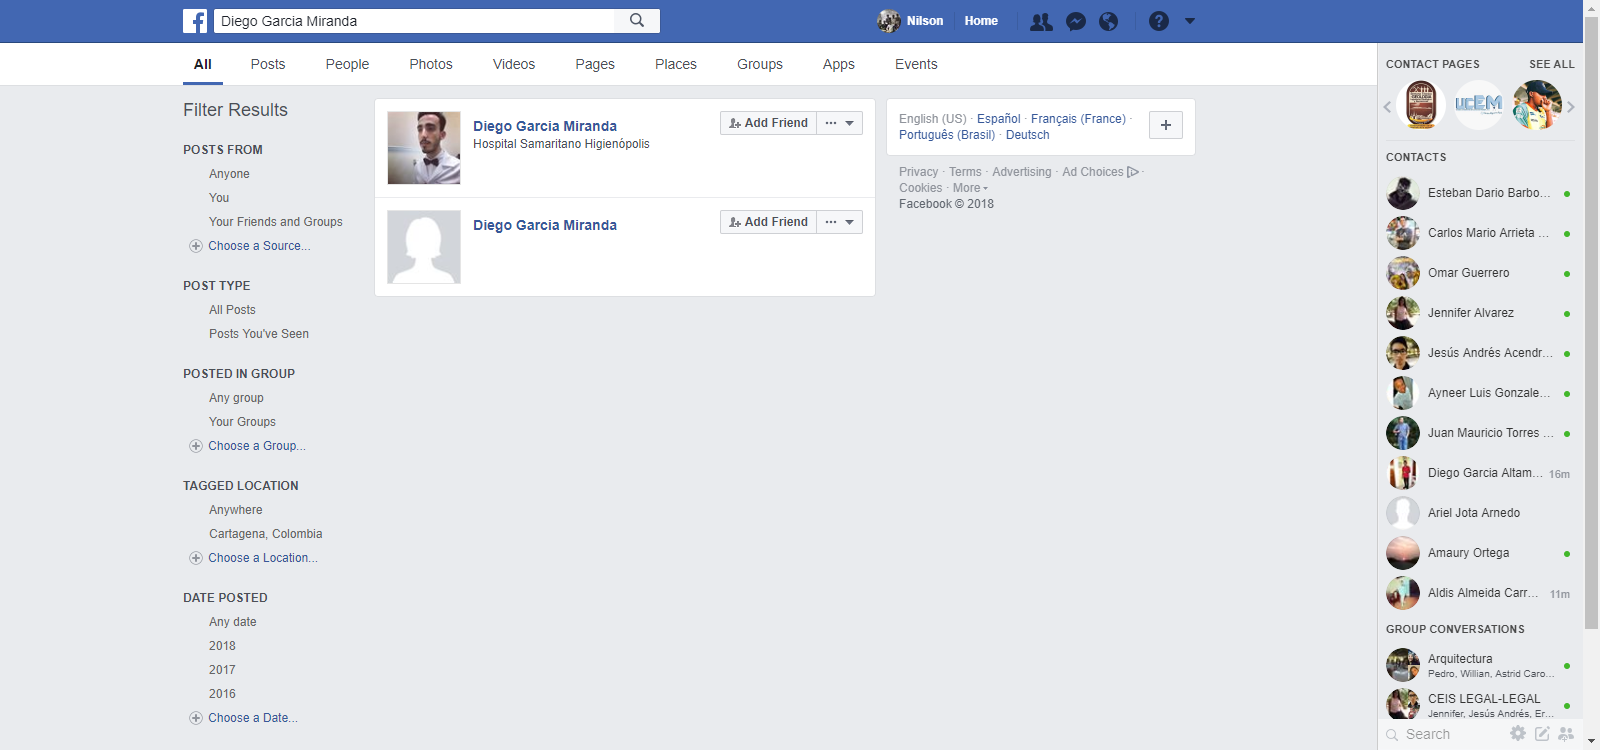 Diego Garcia Miranda
Nilson
Home
All
Posts
People
Photos
Videos
Pages
Places
Groups
Apps
Events
Filter Results
POSTS FROM
Anyone
You
Your Friends and Groups
Choose a Source...
POST TYPE
All Posts
Posts You've Seen
POSTED IN GROUP
Any group
Your Groups
Choose a Group...
TAGGED LOCATION
Anywhere
Cartagena, Colombia
Choose a Location...
DATE POSTED
Any date
2018
2017
2016
Choose a Date...
Diego Garcia Miranda
Hospital Samaritano Higienópolis
Add Friend
Diego Garcia Miranda
Add Friend
English (US) · Español · Français (France) ·
Português (Brasil) · Deutsch
Privacy · Terms · Advertising · Ad Choices ·
Cookies · More
Facebook © 2018
CONTACT PAGES
SEE ALL
UCEM
CONTACTS
Esteban Dario Barbo...
Carlos Mario Arrieta ...
Omar Guerrero
Jennifer Alvarez
Jesús Andrés Acendr...
Ayneer Luis Gonzale...
Juan Mauricio Torres ...
Diego Garcia Altam... 16m
Ariel Jota Arnedo
Amaury Ortega
Aldis Almeida Carr... 11m
GROUP CONVERSATIONS
Arquitectura
Pedro, Willian, Astrid Caro...
CEIS LEGAL-LEGAL
Jennifer, Jesús Andrés, Er...
Search